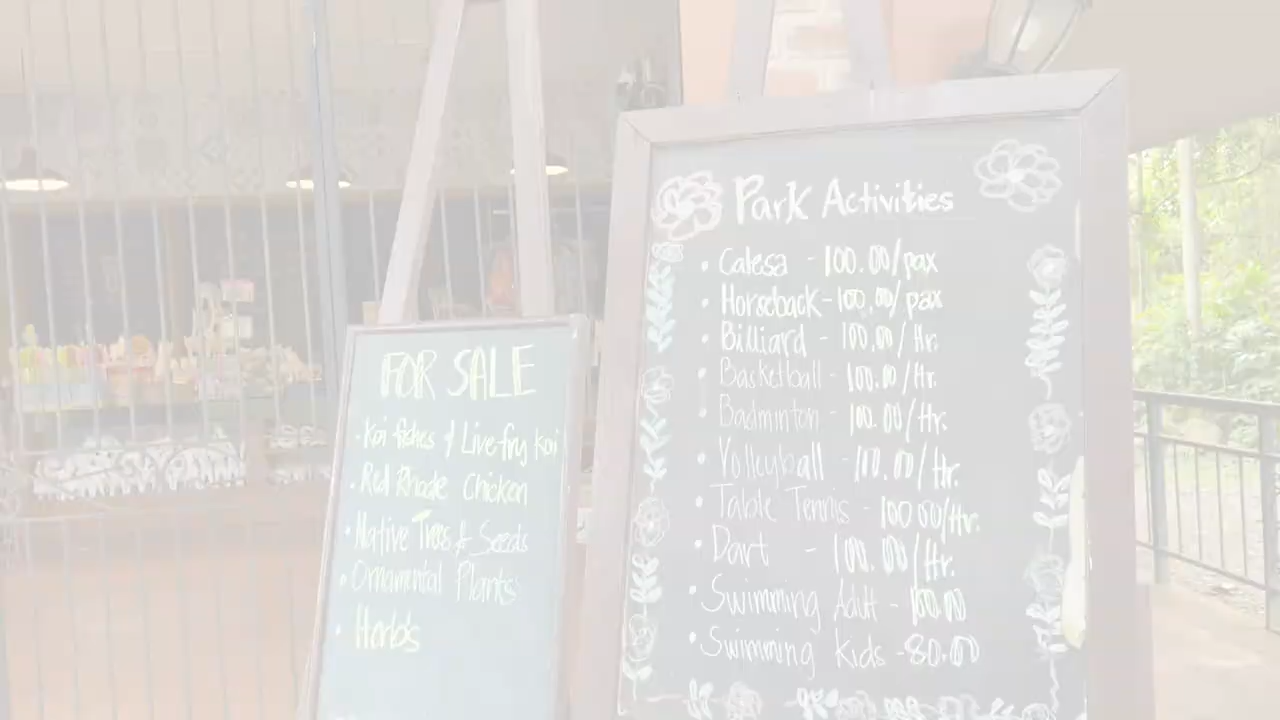 FOR SALE
• Koi fishes & Live fry koi
• Red Rhode Chicken
• Native Trees & Seeds
• Ornamental Plants
• Herbs
Park Activities
• Calesa - 100.00/pax
• Horseback - 100.00/pax
• Billiard - 100.00/Hr.
• Basketball - 100.00/Hr.
• Badminton - 100.00/Hr.
• Volleyball - 100.00/Hr.
• Table Tennis - 100.00/Hr.
• Dart - 100.00/Hr.
• Swimming Adult - 100.00
• Swimming Kids - 80.00